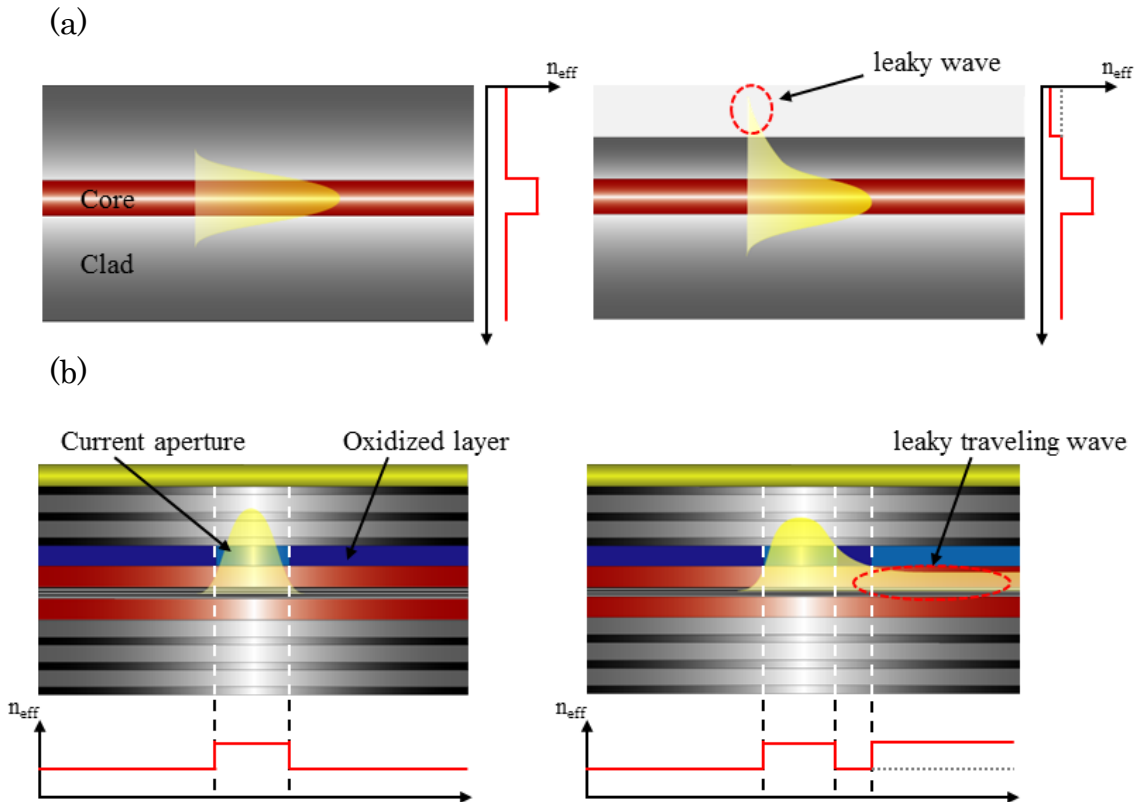 (a)
n_eff
leaky wave
n_eff
Core
Clad
(b)
Current aperture
Oxidized layer
leaky traveling wave
n_eff
n_eff